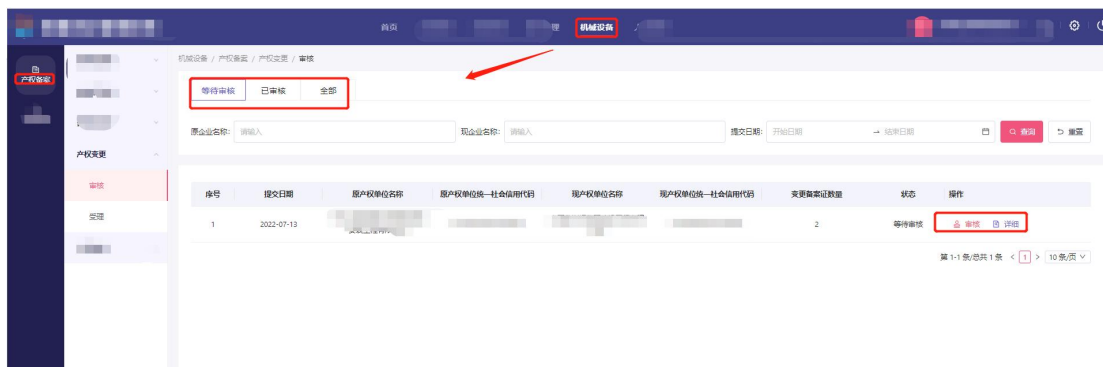 首页
理
机械设备
产权备案
机械设备 / 产权备案 / 产权变更 / 审核
等待审核 已审核 全部
原企业名称: 请输入 现企业名称: 请输入 提交日期: 开始日期 → 结束日期 查询 重置
产权变更
审核
受理
序号 提交日期 原产权单位名称 原产权单位统一社会信用代码 现产权单位名称 现产权单位统一社会信用代码 变更备案证数量 状态 操作
1 2022-07-13 2 等待审核 审核 详细
第 1-1 条/总共 1 条 < 1 > 10 条/页